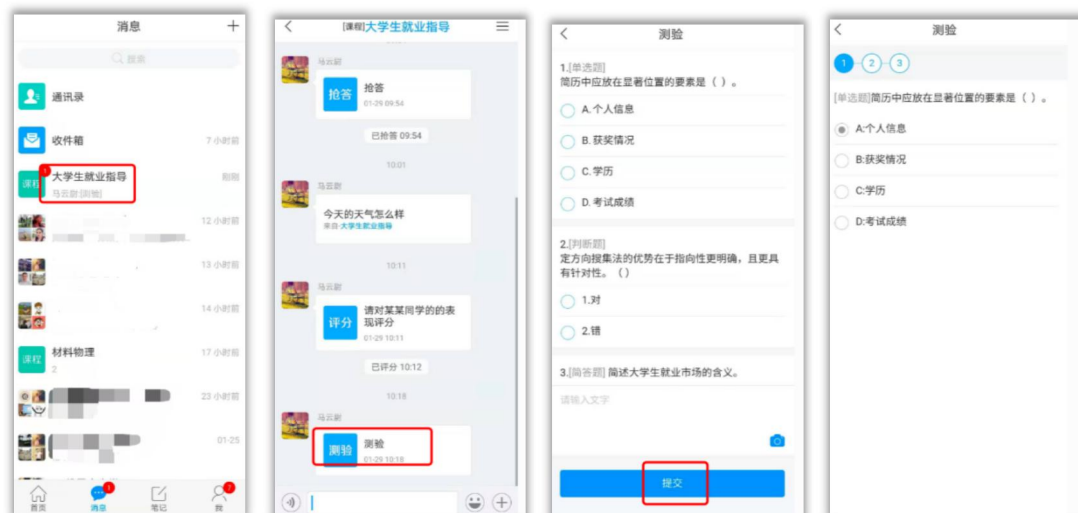 消息
搜索
通讯录
收件箱
7 小时前
课程
1
大学生就业指导
刚刚
马云尉:[测验]
12 小时前
13 小时前
14 小时前
课程
材料物理
17 小时前
2
23 小时前
01-25
首页
消息
1
笔记
我
7
[课程]大学生就业指导
马云尉
抢答
抢答
01-29 09:54
已抢答 09:54
10:01
马云尉
今天的天气怎么样
来自·大学生就业指导
10:11
马云尉
评分
请对某某同学的的表
现评分
01-29 10:11
已评分 10:12
10:18
马云尉
测验
测验
01-29 10:18
测验
1.[单选题]
简历中应放在显著位置的要素是（ ）。
A. 个人信息
B. 获奖情况
C. 学历
D. 考试成绩
2.[判断题]
定方向搜集法的优势在于指向性更明确，且更具
有针对性。（ ）
1.对
2.错
3.[简答题] 简述大学生就业市场的含义。
请输入文字
提交
测验
1
2
3
[单选题]简历中应放在显著位置的要素是（ ）。
A:个人信息
B:获奖情况
C:学历
D:考试成绩